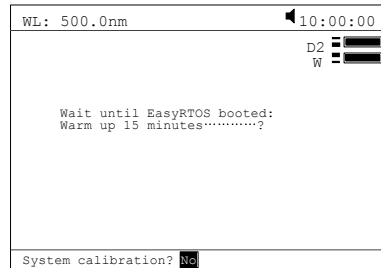 WL: 500.0nm 10:00:00
D2
W
Wait until EasyRTOS booted:
Warm up 15 minutes…………?
System calibration? No